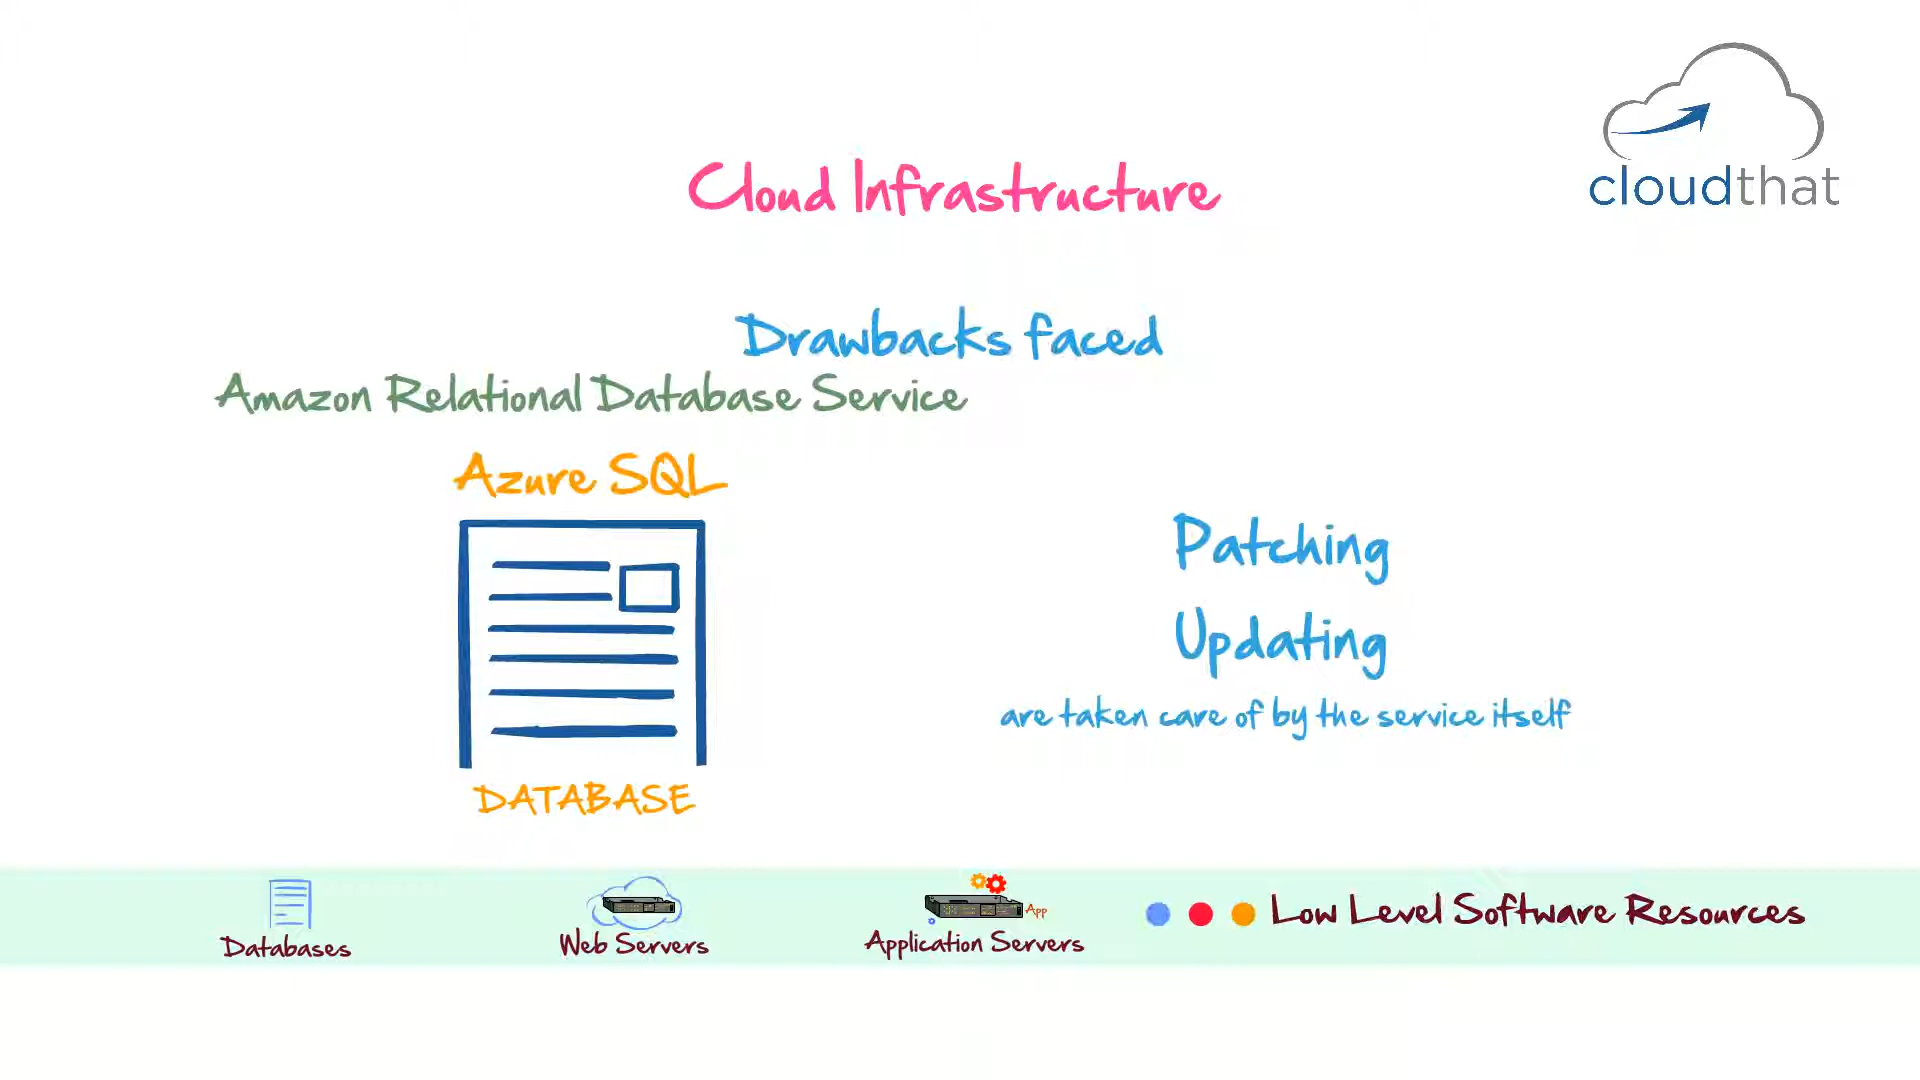 cloudthat
Cloud Infrastructure
Drawbacks faced
Amazon Relational Database Service
Azure SQL
DATABASE
Patching
Updating
are taken care of by the service itself
Databases
Web Servers
App
Application Servers
Low Level Software Resources